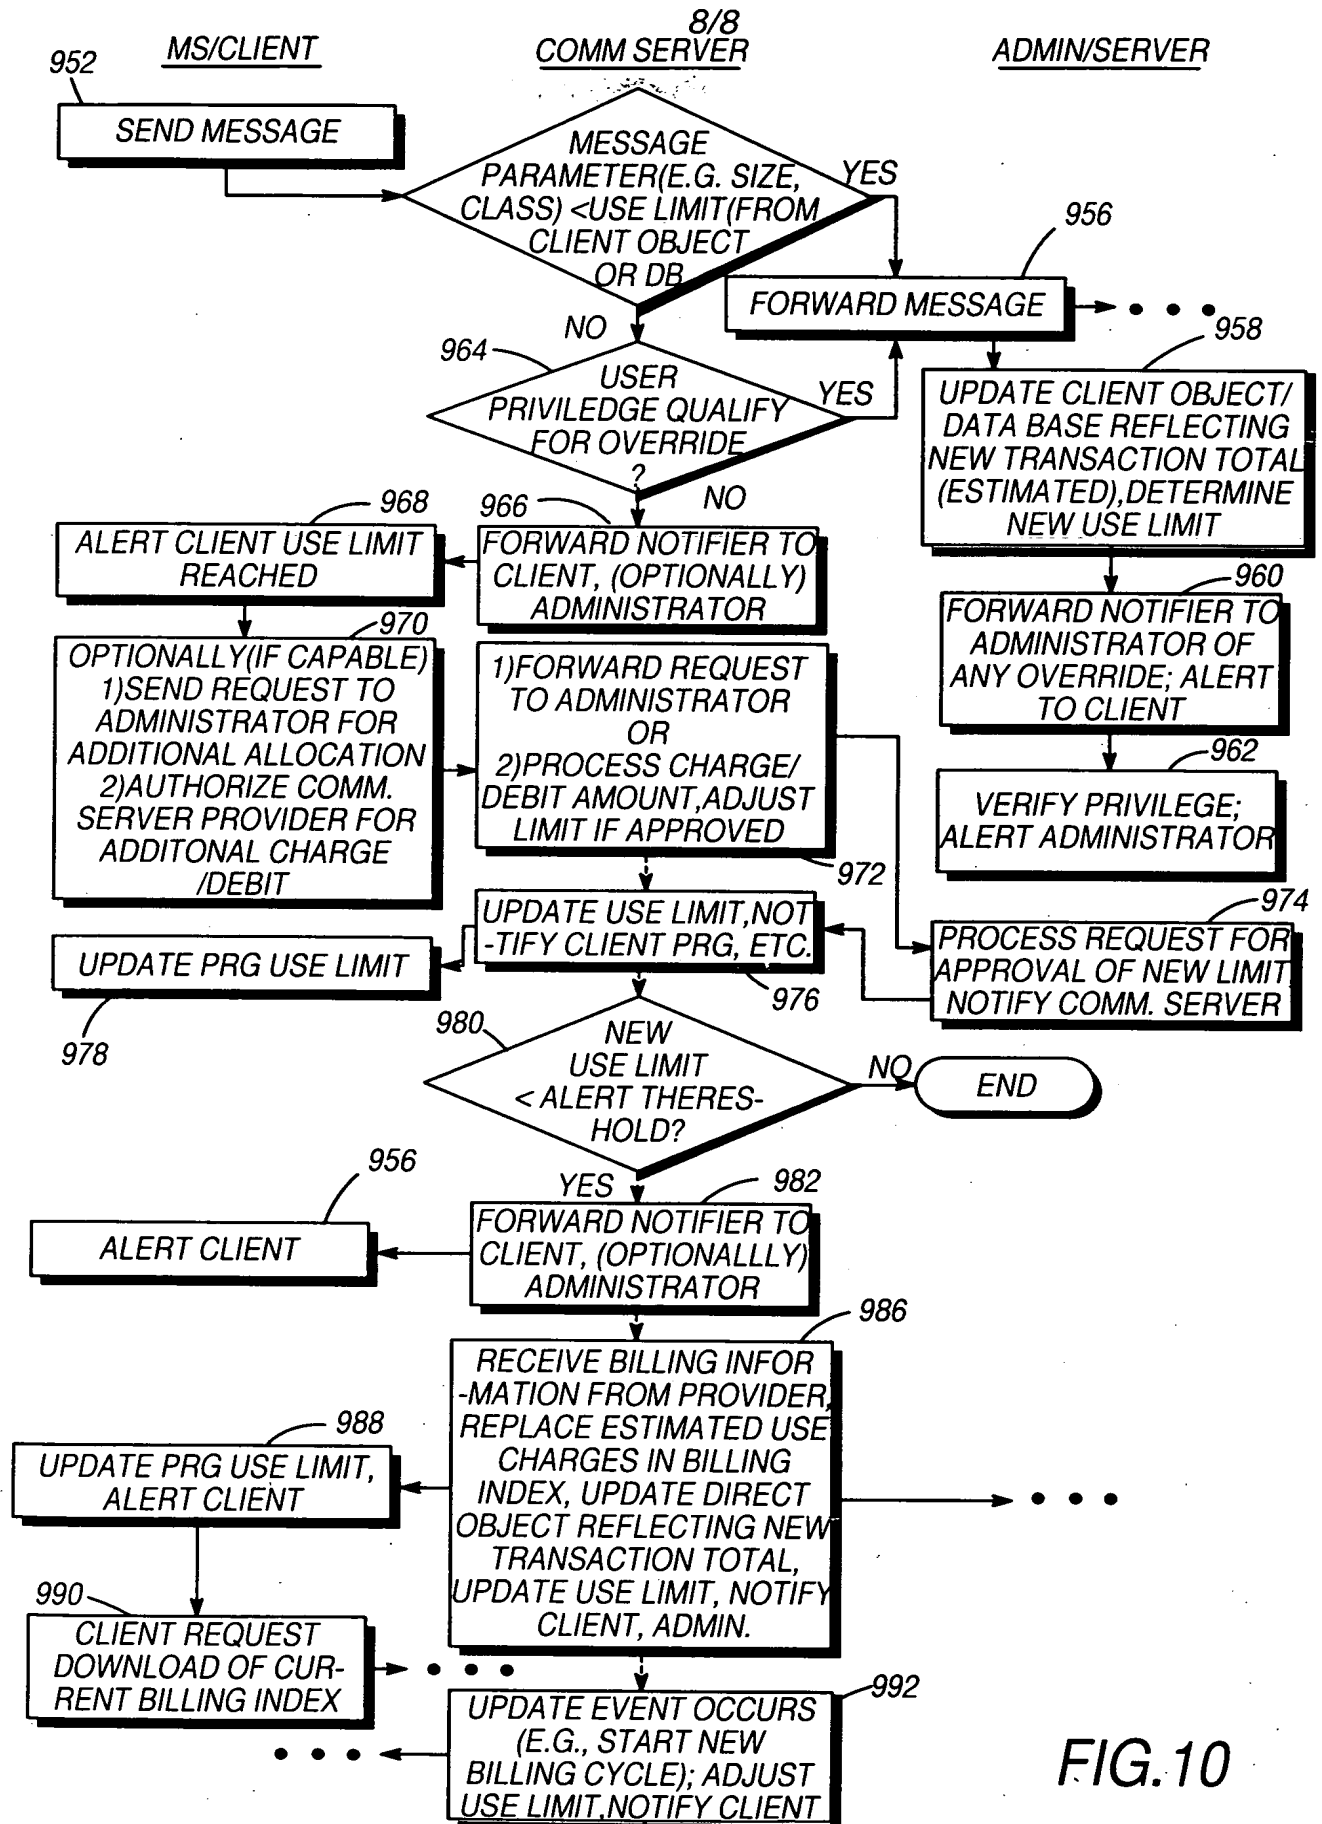 8/8
MS/CLIENT
COMM SERVER
ADMIN/SERVER
952
SEND MESSAGE
MESSAGE
PARAMETER(E.G. SIZE,
CLASS) <USE LIMIT(FROM
CLIENT OBJECT
OR DB
YES
NO
956
FORWARD MESSAGE
• • •
964
USER
PRIVILEDGE QUALIFY
FOR OVERRIDE
?
YES
NO
958
UPDATE CLIENT OBJECT/
DATA BASE REFLECTING
NEW TRANSACTION TOTAL
(ESTIMATED),DETERMINE
NEW USE LIMIT
968
ALERT CLIENT USE LIMIT
REACHED
966
FORWARD NOTIFIER TO
CLIENT, (OPTIONALLY)
ADMINISTRATOR
960
FORWARD NOTIFIER TO
ADMINISTRATOR OF
ANY OVERRIDE; ALERT
TO CLIENT
970
OPTIONALLY(IF CAPABLE)
1)SEND REQUEST TO
ADMINISTRATOR FOR
ADDITIONAL ALLOCATION
2)AUTHORIZE COMM.
SERVER PROVIDER FOR
ADDITONAL CHARGE
/DEBIT
1)FORWARD REQUEST
TO ADMINISTRATOR
OR
2)PROCESS CHARGE/
DEBIT AMOUNT,ADJUST
LIMIT IF APPROVED
972
962
VERIFY PRIVILEGE;
ALERT ADMINISTRATOR
974
PROCESS REQUEST FOR
APPROVAL OF NEW LIMIT
NOTIFY COMM. SERVER
UPDATE USE LIMIT,NOT
-TIFY CLIENT PRG, ETC.
976
UPDATE PRG USE LIMIT
978
980
NEW
USE LIMIT
< ALERT THERES-
HOLD?
NO
END
YES
956
ALERT CLIENT
982
FORWARD NOTIFIER TO
CLIENT, (OPTIONALLLY)
ADMINISTRATOR
986
RECEIVE BILLING INFOR
-MATION FROM PROVIDER,
REPLACE ESTIMATED USE
CHARGES IN BILLING
INDEX, UPDATE DIRECT
OBJECT REFLECTING NEW
TRANSACTION TOTAL,
UPDATE USE LIMIT, NOTIFY
CLIENT, ADMIN.
• • •
988
UPDATE PRG USE LIMIT,
ALERT CLIENT
990
CLIENT REQUEST
DOWNLOAD OF CUR-
RENT BILLING INDEX
• • •
992
UPDATE EVENT OCCURS
(E.G., START NEW
BILLING CYCLE); ADJUST
USE LIMIT,NOTIFY CLIENT
• • •
FIG.10